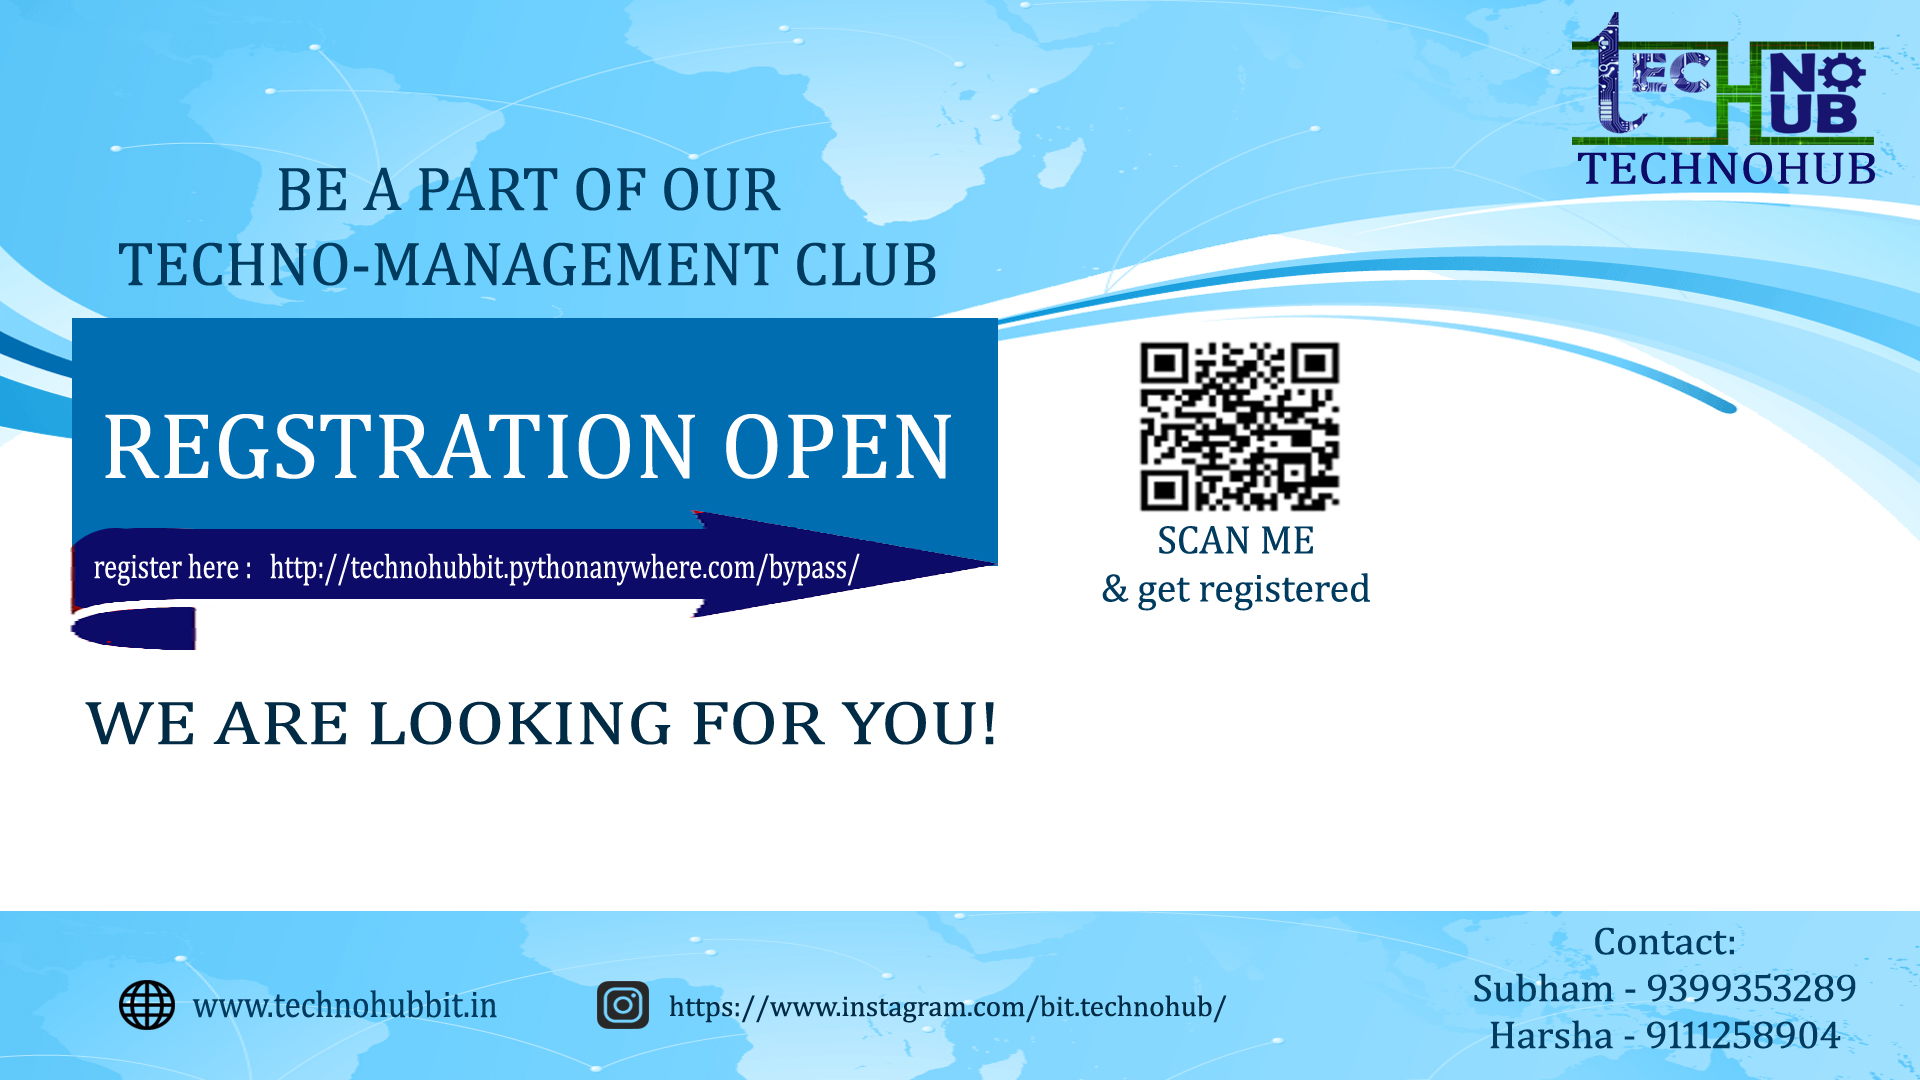 TECHNO
HUB
TECHNOHUB
BE A PART OF OUR
TECHNO-MANAGEMENT CLUB
REGSTRATION OPEN
register here : http://technohubbit.pythonanywhere.com/bypass/
SCAN ME
& get registered
WE ARE LOOKING FOR YOU!
www.technohubbit.in
https://www.instagram.com/bit.technohub/
Contact:
Subham - 9399353289
Harsha - 9111258904